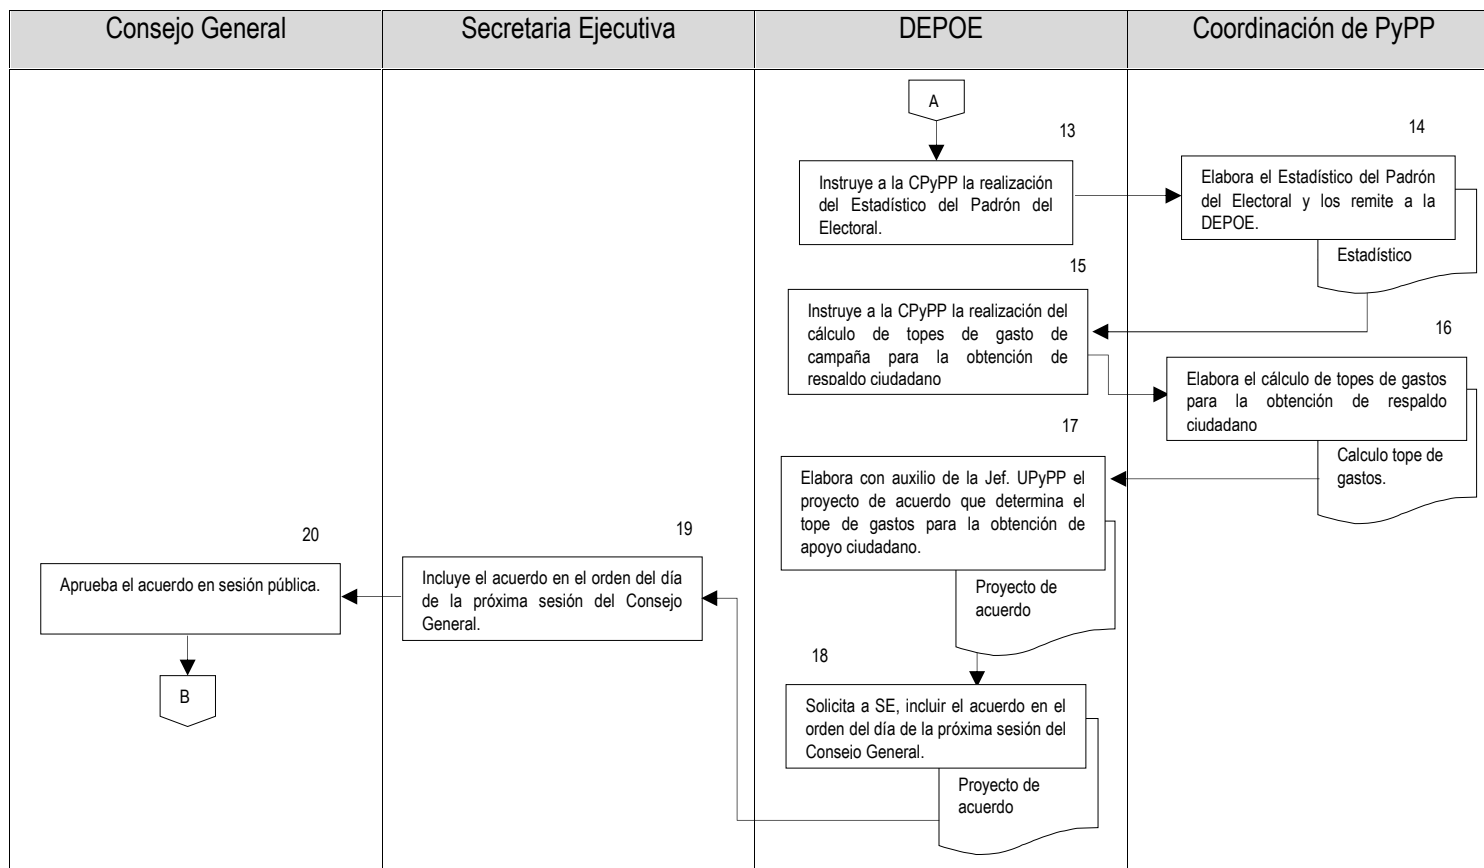 Consejo General
Secretaria Ejecutiva
DEPOE
Coordinación de PyPP
A
13
Instruye a la CPyPP la realización
del Estadístico del Padrón del
Electoral.
14
Elabora el Estadístico del Padrón
del Electoral y los remite a la
DEPOE.
Estadístico
15
Instruye a la CPyPP la realización del
cálculo de topes de gasto de
campaña para la obtención de
respaldo ciudadano
16
Elabora el cálculo de topes de gastos
para la obtención de respaldo
ciudadano
Calculo tope de
gastos.
17
Elabora con auxilio de la Jef. UPyPP el
proyecto de acuerdo que determina el
tope de gastos para la obtención de
apoyo ciudadano.
Proyecto de
acuerdo
18
Solicita a SE, incluir el acuerdo en el
orden del día de la próxima sesión del
Consejo General.
Proyecto de
acuerdo
19
Incluye el acuerdo en el orden del día
de la próxima sesión del Consejo
General.
20
Aprueba el acuerdo en sesión pública.
B